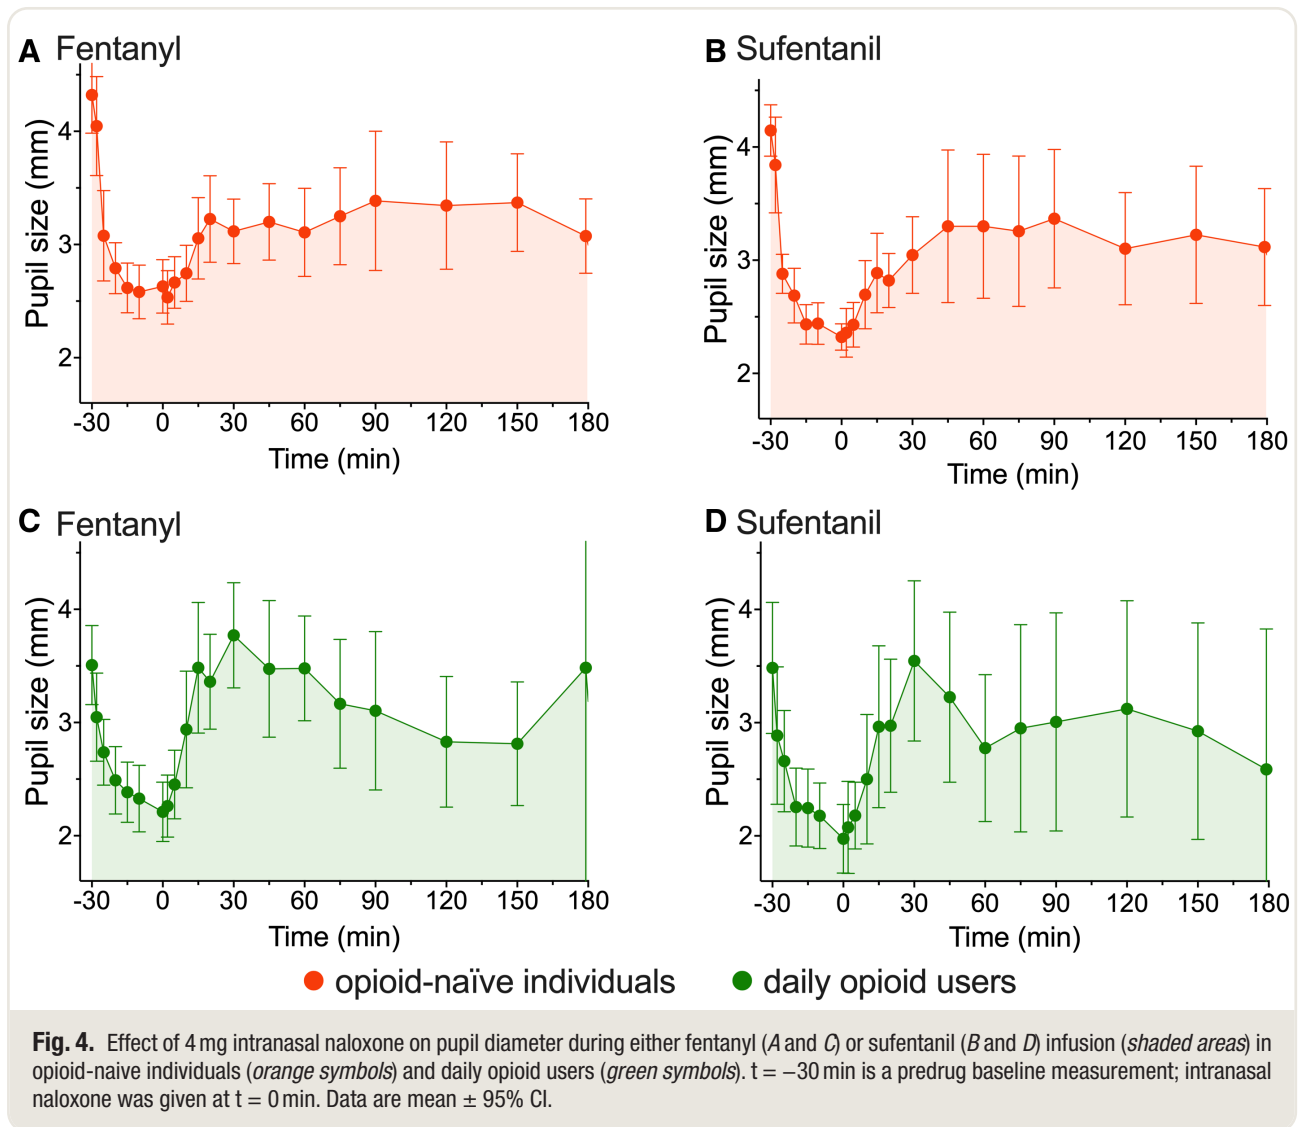 A Fentanyl
Pupil size (mm)
4
3
2
-30 0 30 60 90 120 150 180
Time (min)
B Sufentanil
Pupil size (mm)
4
3
2
-30 0 30 60 90 120 150 180
Time (min)
C Fentanyl
Pupil size (mm)
4
3
2
-30 0 30 60 90 120 150 180
Time (min)
D Sufentanil
Pupil size (mm)
4
3
2
-30 0 30 60 90 120 150 180
Time (min)
opioid-naïve individuals
daily opioid users
Fig. 4. Effect of 4 mg intranasal naloxone on pupil diameter during either fentanyl (A and C) or sufentanil (B and D) infusion (shaded areas) in
opioid-naive individuals (orange symbols) and daily opioid users (green symbols). t = −30 min is a predrug baseline measurement; intranasal
naloxone was given at t = 0 min. Data are mean ± 95% CI.